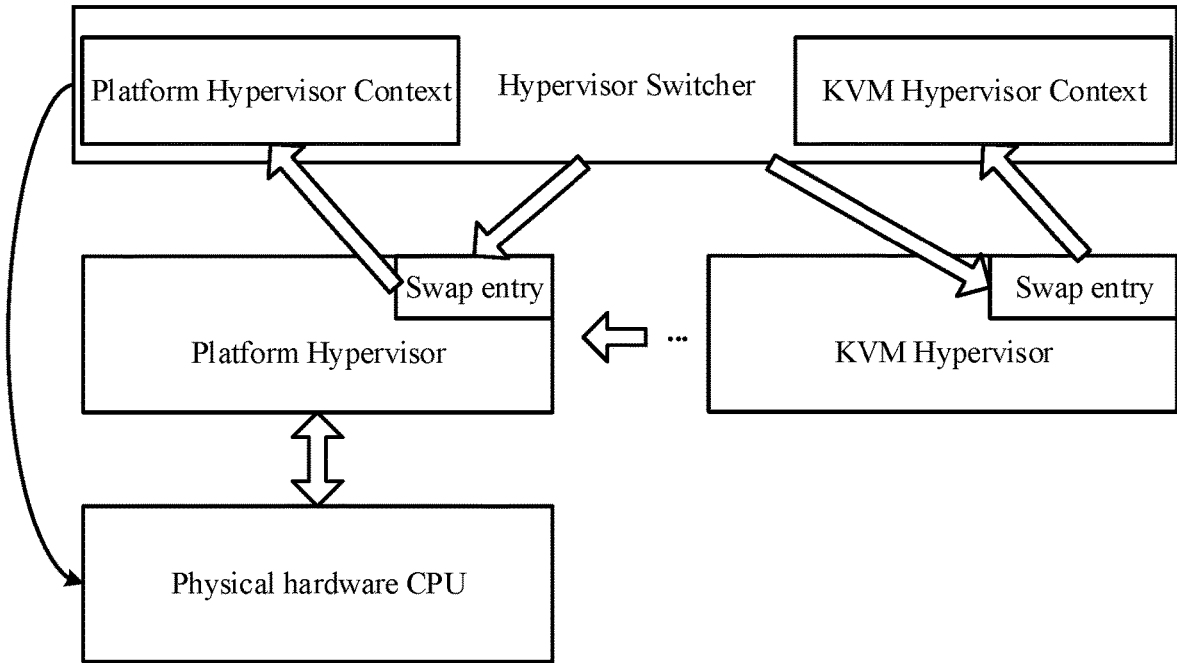 Platform Hypervisor Context
Hypervisor Switcher
KVM Hypervisor Context
Swap entry
Platform Hypervisor
...
Swap entry
KVM Hypervisor
Physical hardware CPU